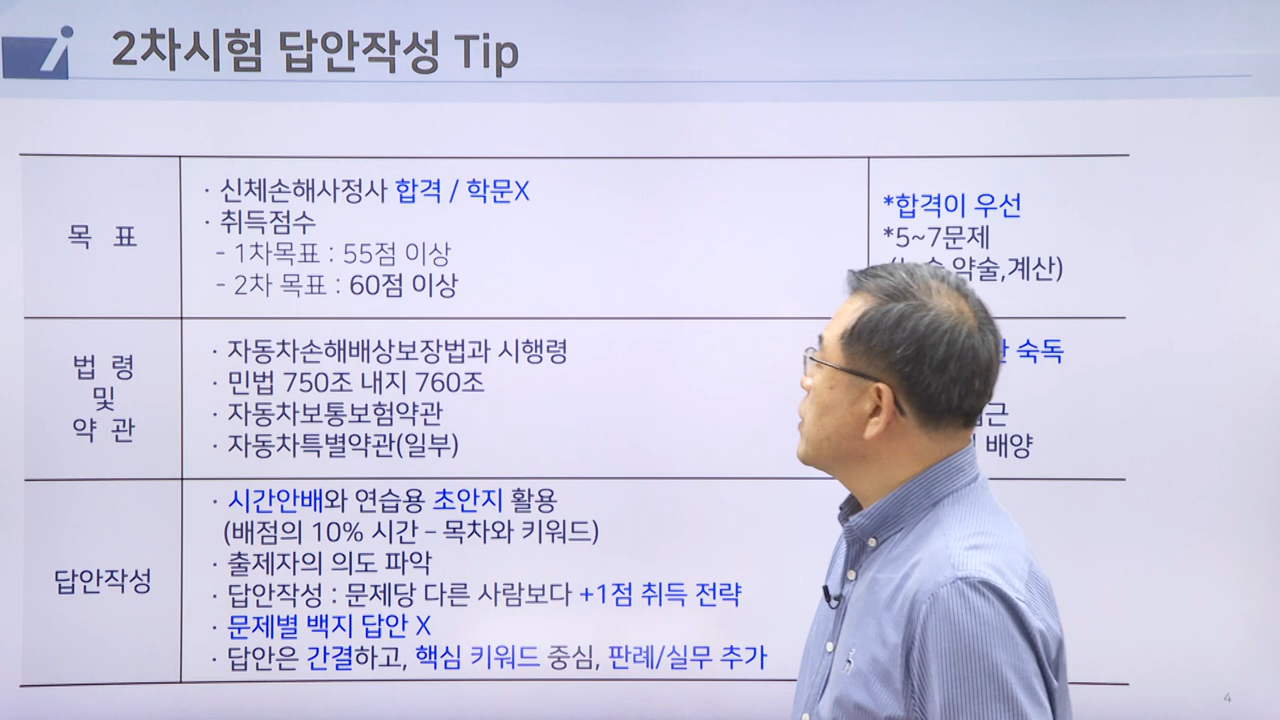 2차시험 답안작성 Tip
목 표
· 신체손해사정사 합격 / 학문X
· 취득점수
- 1차목표 : 55점 이상
- 2차 목표 : 60점 이상
*합격이 우선
*5~7문제
약술,계산)
법 령
및
약 관
· 자동차손해배상보장법과 시행령
· 민법 750조 내지 760조
· 자동차보통보험약관
· 자동차특별약관(일부)
숙독
배양
답안작성
· 시간안배와 연습용 초안지 활용
(배점의 10% 시간 – 목차와 키워드)
· 출제자의 의도 파악
· 답안작성 : 문제당 다른 사람보다 +1점 취득 전략
· 문제별 백지 답안 X
· 답안은 간결하고, 핵심 키워드 중심, 판례/실무 추가
4